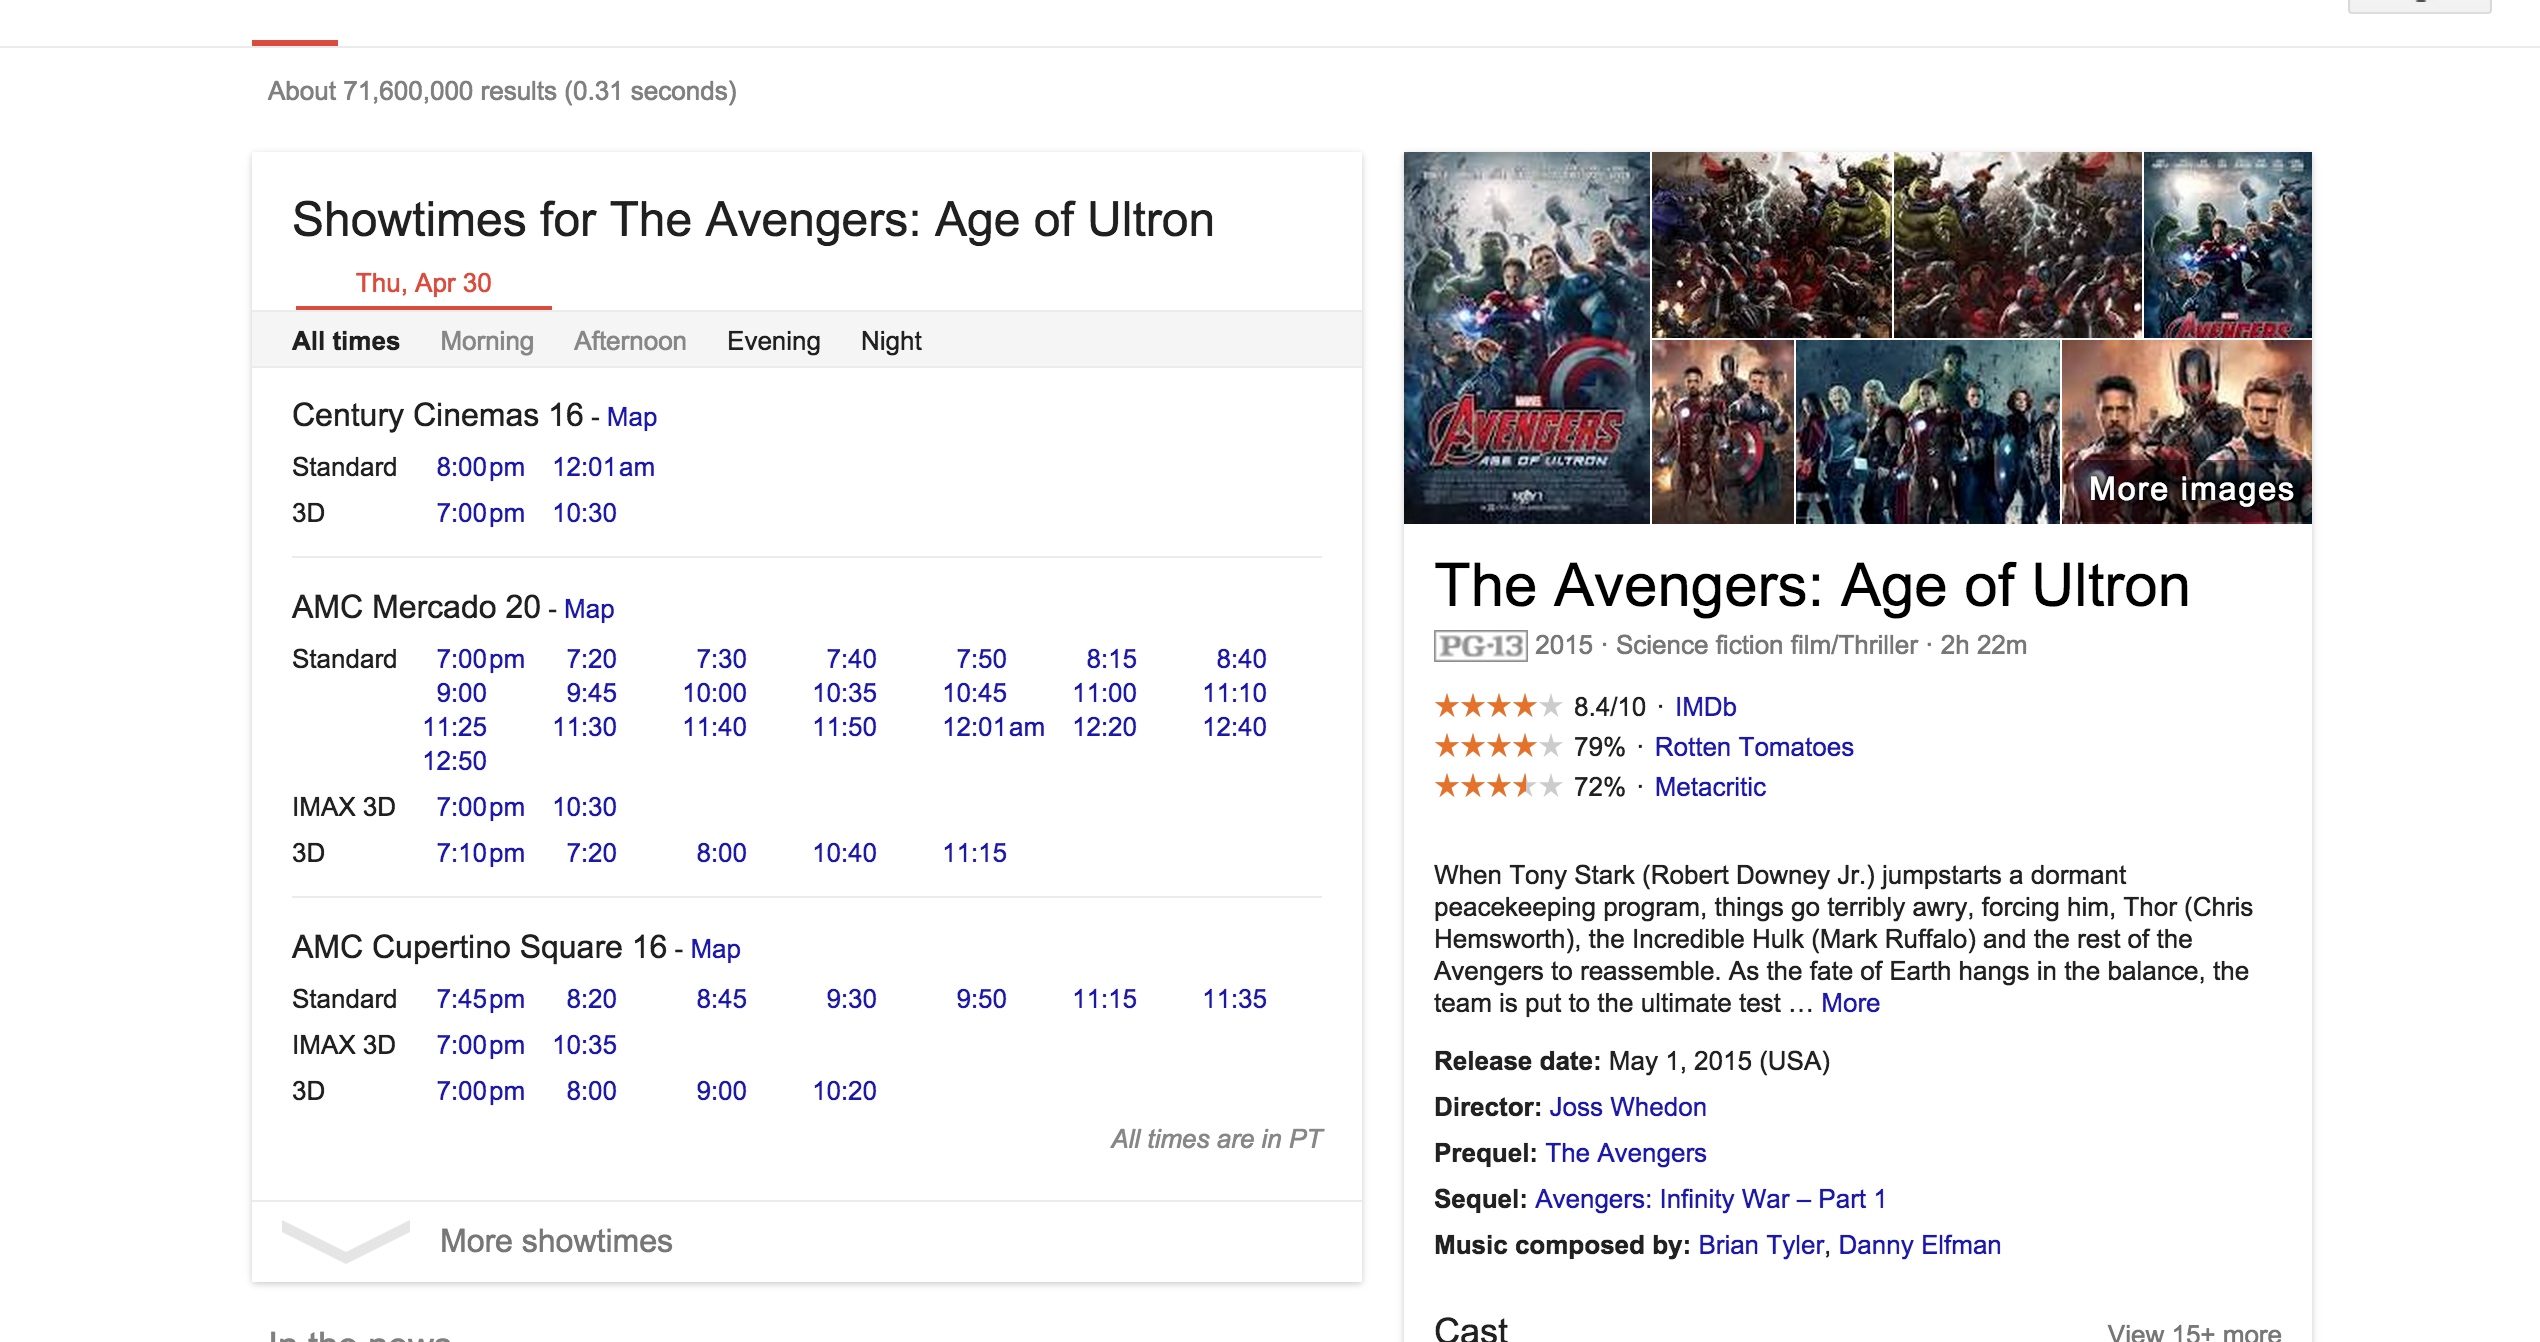 About 71,600,000 results (0.31 seconds)
Showtimes for The Avengers: Age of Ultron
Thu, Apr 30
All times Morning Afternoon Evening Night
Century Cinemas 16 - Map
Standard 8:00pm 12:01am
3D 7:00pm 10:30
AMC Mercado 20 - Map
Standard 7:00pm 7:20 7:30 7:40 7:50 8:15 8:40
9:00 9:45 10:00 10:35 10:45 11:00 11:10
11:25 11:30 11:40 11:50 12:01am 12:20 12:40
12:50
IMAX 3D 7:00pm 10:30
3D 7:10pm 7:20 8:00 10:40 11:15
AMC Cupertino Square 16 - Map
Standard 7:45pm 8:20 8:45 9:30 9:50 11:15 11:35
IMAX 3D 7:00pm 10:35
3D 7:00pm 8:00 9:00 10:20
All times are in PT
More showtimes
In the news
MARVEL
AVENGERS
AGE OF ULTRON
MAY 1
AVENGERS
More images
The Avengers: Age of Ultron
PG-13 2015 · Science fiction film/Thriller · 2h 22m
8.4/10 · IMDb
79% · Rotten Tomatoes
72% · Metacritic
When Tony Stark (Robert Downey Jr.) jumpstarts a dormant
peacekeeping program, things go terribly awry, forcing him, Thor (Chris
Hemsworth), the Incredible Hulk (Mark Ruffalo) and the rest of the
Avengers to reassemble. As the fate of Earth hangs in the balance, the
team is put to the ultimate test … More
Release date: May 1, 2015 (USA)
Director: Joss Whedon
Prequel: The Avengers
Sequel: Avengers: Infinity War – Part 1
Music composed by: Brian Tyler, Danny Elfman
Cast
View 15+ more